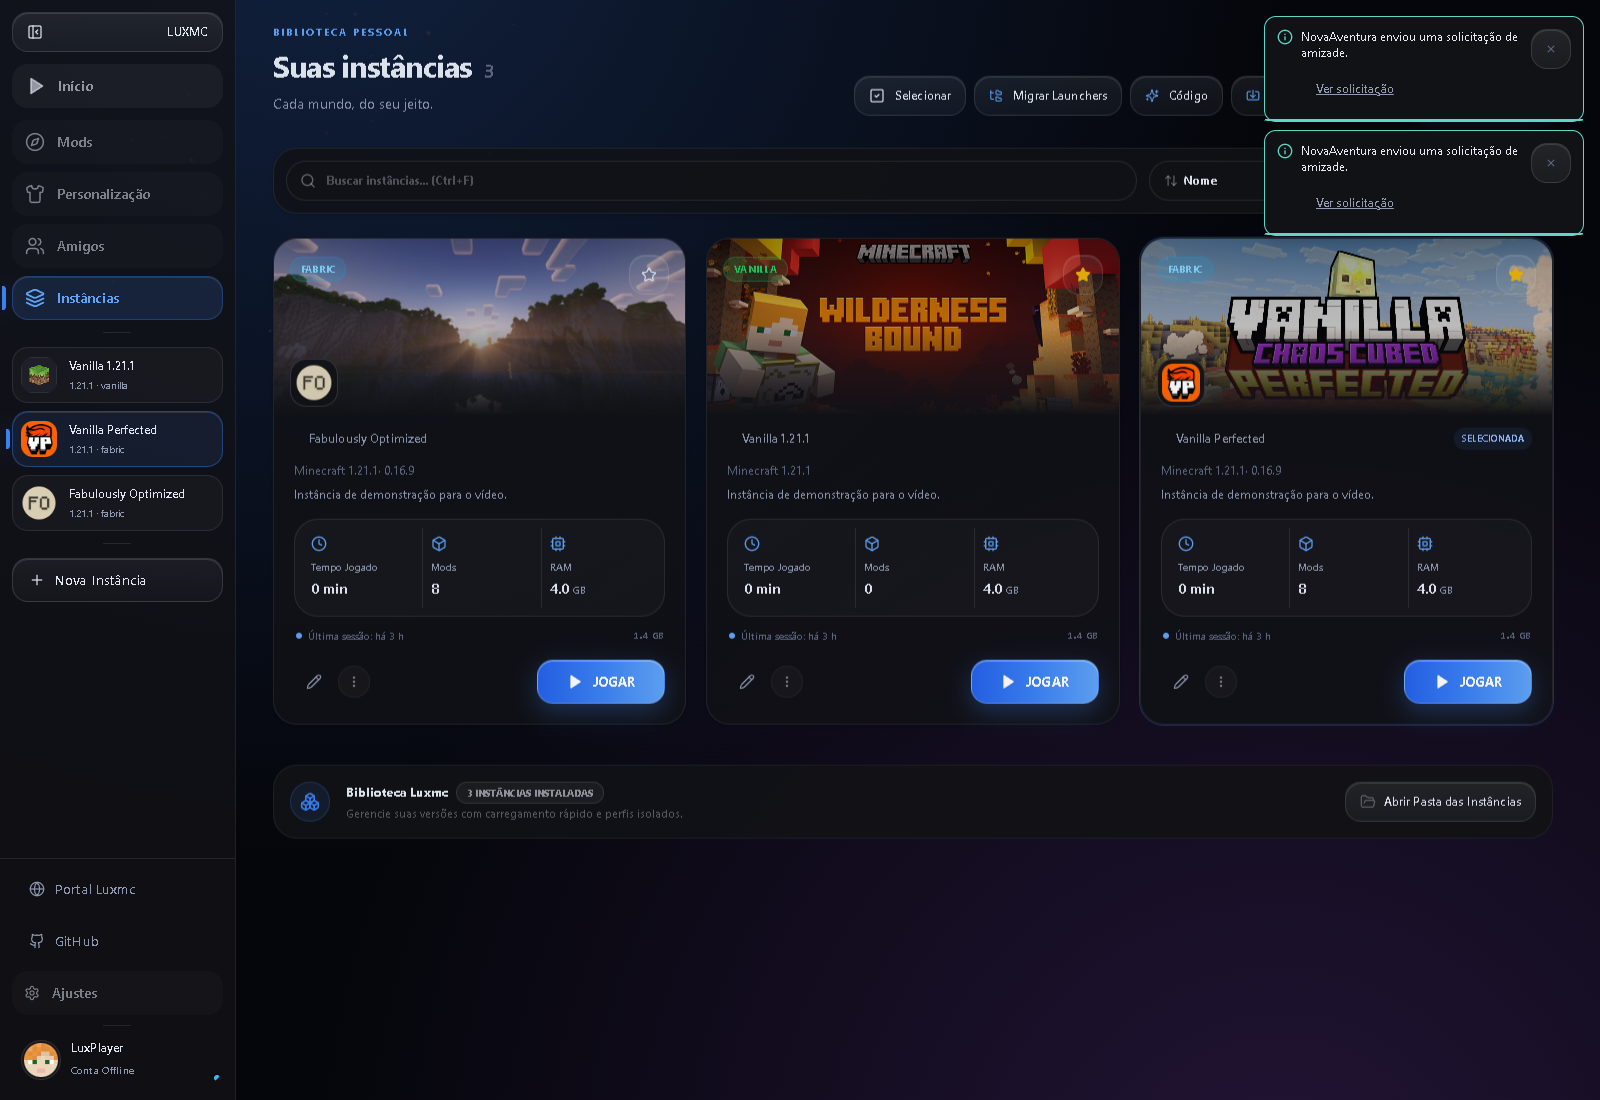 LUXMC
Início
Mods
Personalização
Amigos
Instâncias
Vanilla 1.21.1
1.21.1 · vanilla
Vanilla Perfected
1.21.1 · fabric
Fabulously Optimized
1.21.1 · fabric
Nova Instância
Portal Luxmc
GitHub
Ajustes
LuxPlayer
Conta Offline
BIBLIOTECA PESSOAL
Suas instâncias 3
Cada mundo, do seu jeito.
Selecionar
Migrar Launchers
Código
NovaAventura enviou uma solicitação de
amizade.
Ver solicitação
NovaAventura enviou uma solicitação de
amizade.
Ver solicitação
Buscar instâncias... (Ctrl+F)
Nome
FABRIC
FO
Fabulously Optimized
Minecraft 1.21.1· 0.16.9
Instância de demonstração para o vídeo.
Tempo Jogado
0 min
Mods
8
RAM
4.0 GB
Última sessão: há 3 h
1.4 GB
JOGAR
VANILLA
MINECRAFT
WILDERNESS
BOUND
Vanilla 1.21.1
Minecraft 1.21.1
Instância de demonstração para o vídeo.
Tempo Jogado
0 min
Mods
0
RAM
4.0 GB
Última sessão: há 3 h
1.4 GB
JOGAR
FABRIC
VANILLA
CHAOS CUBED
PERFECTED
VP
Vanilla Perfected
SELECIONADA
Minecraft 1.21.1· 0.16.9
Instância de demonstração para o vídeo.
Tempo Jogado
0 min
Mods
8
RAM
4.0 GB
Última sessão: há 3 h
1.4 GB
JOGAR
Biblioteca Luxmc
3 INSTÂNCIAS INSTALADAS
Gerencie suas versões com carregamento rápido e perfis isolados.
Abrir Pasta das Instâncias